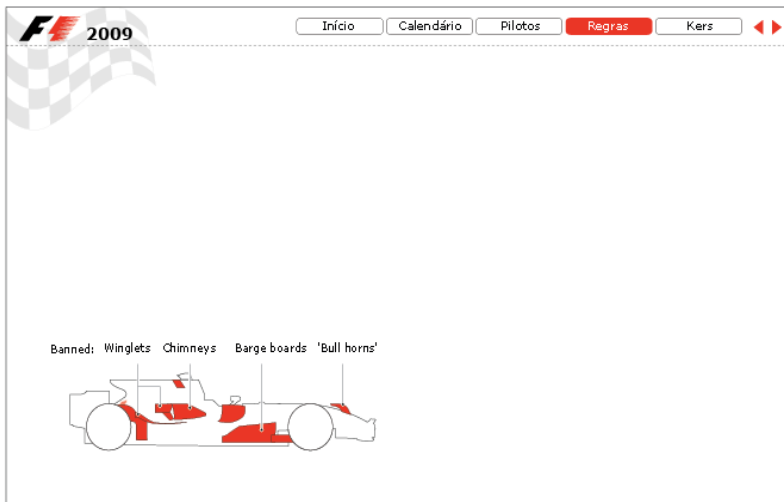 F1 2009
Início Calendário Pilotos Regras Kers
Banned: Winglets Chimneys Barge boards 'Bull horns'